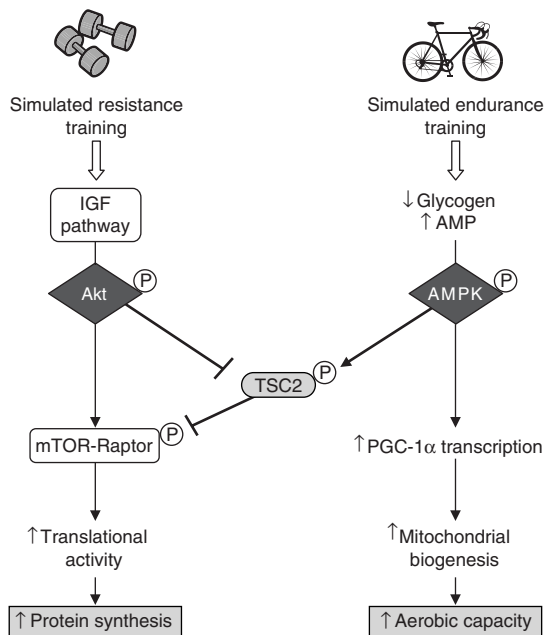 Simulated resistance
training
Simulated endurance
training
IGF
pathway
↓ Glycogen
↑ AMP
Akt
P
AMPK
P
TSC2
P
mTOR-Raptor
P
↑PGC-1α transcription
↑Translational
activity
↑Mitochondrial
biogenesis
↑ Protein synthesis
↑ Aerobic capacity